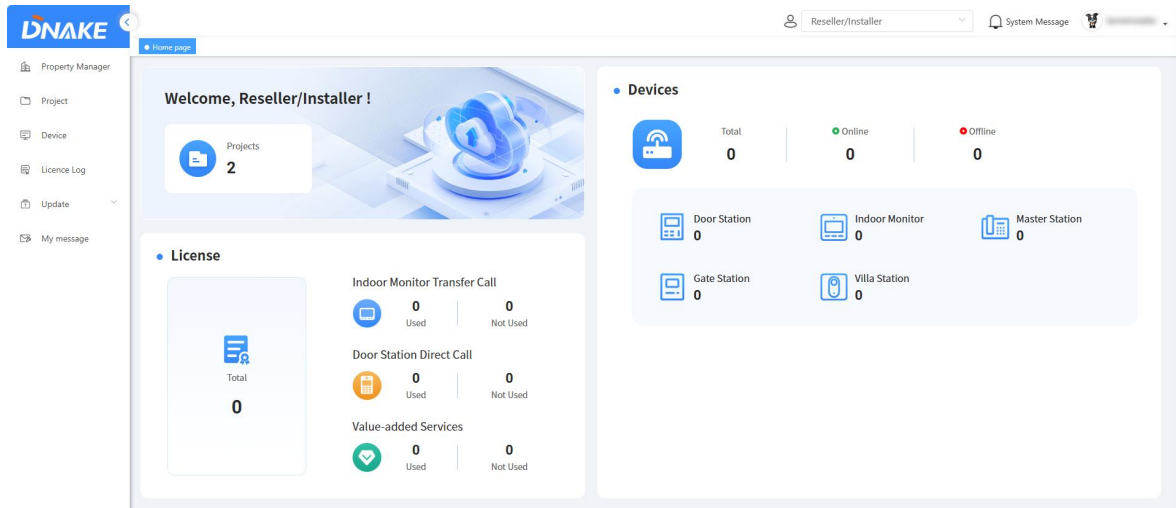 DNAKE
Reseller/Installer
System Message
Home page
Property Manager
Project
Device
Licence Log
Update
My message
Welcome, Reseller/Installer !
Projects
2
License
Total
0
Indoor Monitor Transfer Call
0 0
Used Not Used
Door Station Direct Call
0 0
Used Not Used
Value-added Services
0 0
Used Not Used
Devices
Total Online Offline
0 0 0
Door Station Indoor Monitor Master Station
0 0 0
Gate Station Villa Station
0 0